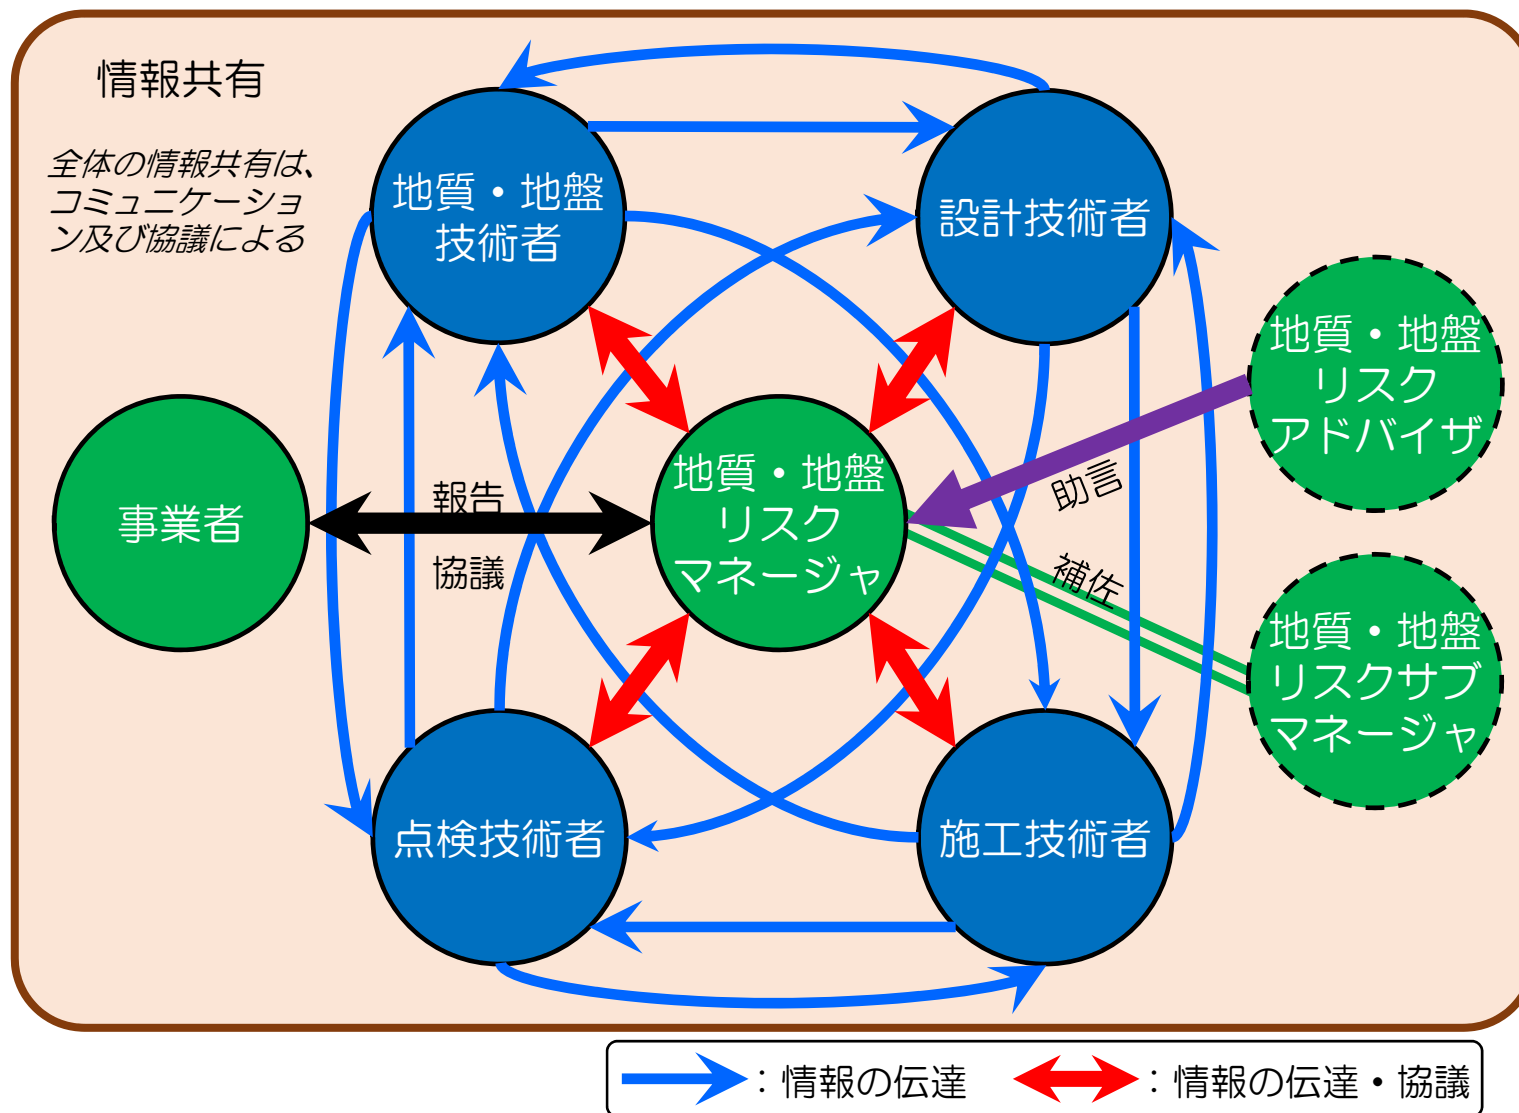 情報共有
全体の情報共有は、
コミュニケーショ
ン及び協議による
地質・地盤
技術者
設計技術者
地質・地盤
リスク
アドバイザ
事業者
報告
協議
地質・地盤
リスク
マネージャ
助言
補佐
地質・地盤
リスクサブ
マネージャ
点検技術者
施工技術者
：情報の伝達
：情報の伝達・協議